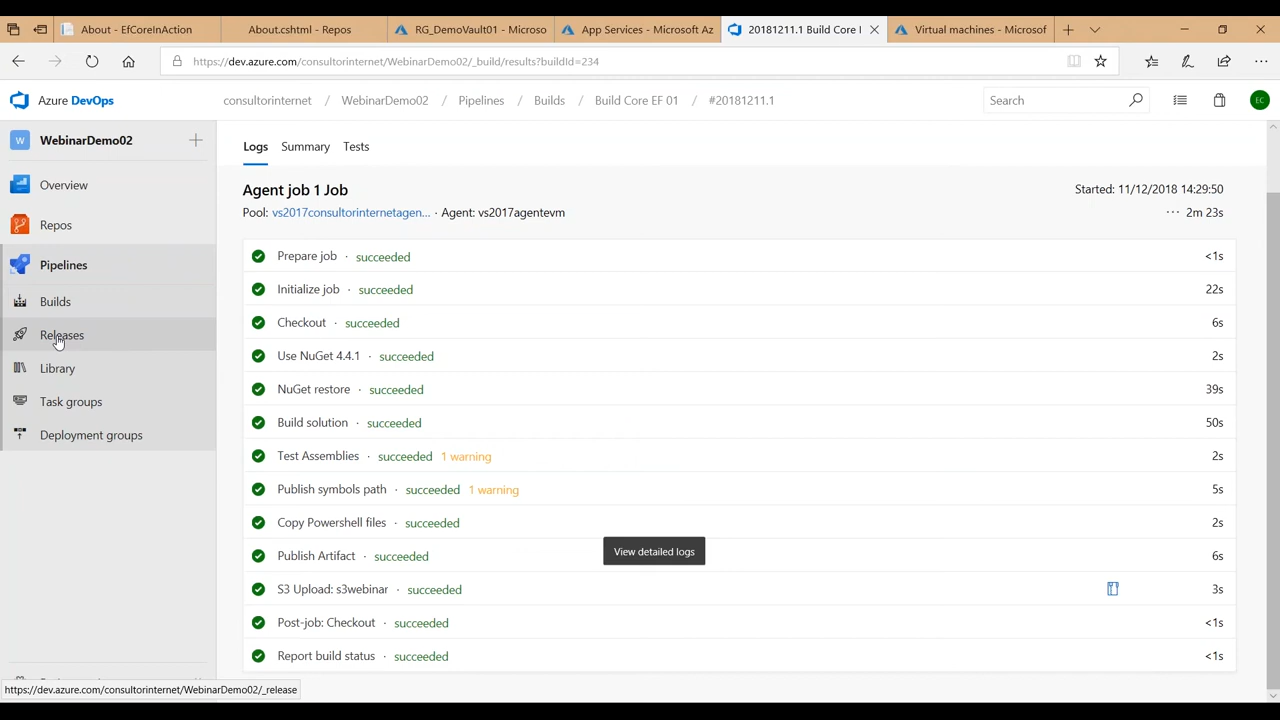 About - EfCoreInAction
About.cshtml - Repos
RG_DemoVault01 - Microso
App Services - Microsoft Az
20181211.1 Build Core I
Virtual machines - Microsof
https://dev.azure.com/consultorinternet/WebinarDemo02/_build/results?buildId=234
Azure DevOps
consultorinternet / WebinarDemo02 / Pipelines / Builds / Build Core EF 01 / #20181211.1
Search
EC
W WebinarDemo02
Overview
Repos
Pipelines
Builds
Releases
Library
Task groups
Deployment groups
https://dev.azure.com/consultorinternet/WebinarDemo02/_release
Logs Summary Tests
Agent job 1 Job
Started: 11/12/2018 14:29:50
Pool: vs2017consultorinternetagen... · Agent: vs2017agentevm
··· 2m 23s
Prepare job · succeeded <1s
Initialize job · succeeded 22s
Checkout · succeeded 6s
Use NuGet 4.4.1 · succeeded 2s
NuGet restore · succeeded 39s
Build solution · succeeded 50s
Test Assemblies · succeeded 1 warning 2s
Publish symbols path · succeeded 1 warning 5s
Copy Powershell files · succeeded 2s
View detailed logs
Publish Artifact · succeeded 6s
S3 Upload: s3webinar · succeeded 3s
Post-job: Checkout · succeeded <1s
Report build status · succeeded <1s